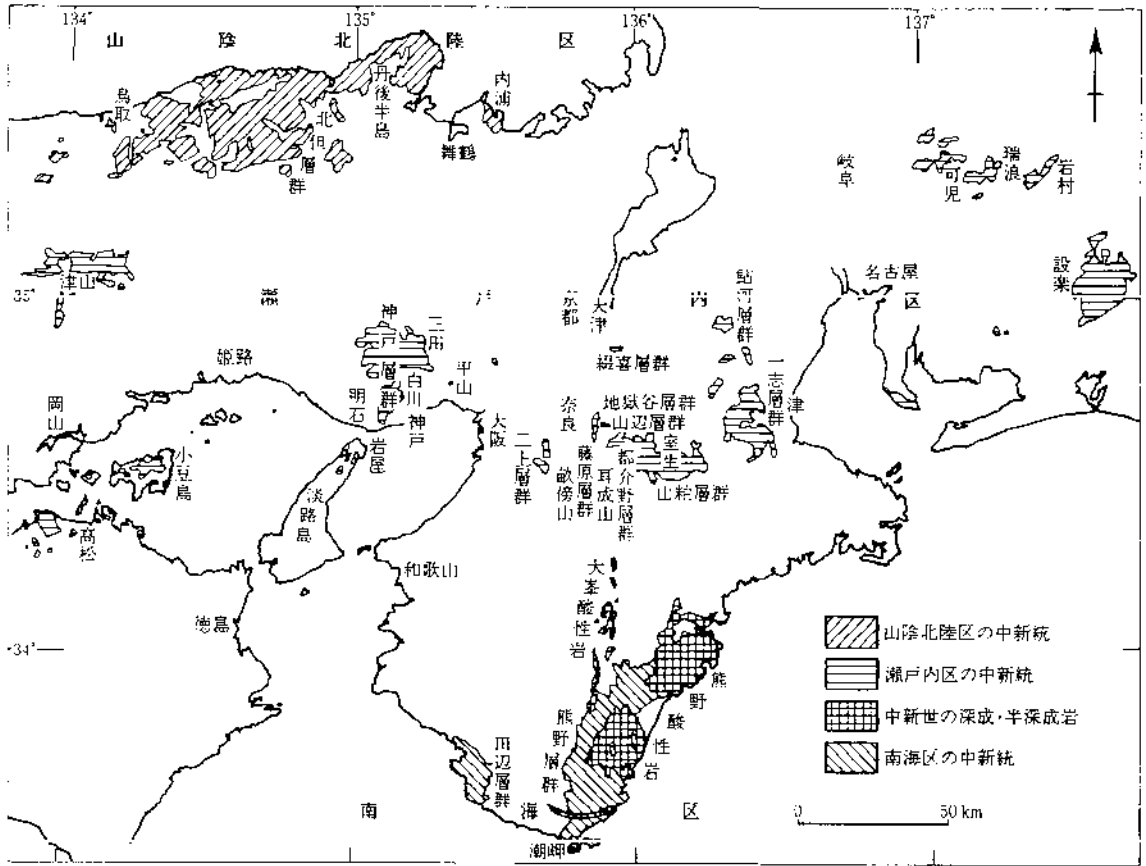 134°
135°
136°
137°
山陰北陸区
鳥取
北但層群
丹後半島
舞鶴
内浦
岐阜
可児
瑞浪
岩村
設楽
津山
35°
瀬戸内区
京都
大津
鮎河層群
名古屋
神戸層群
三田
白川
平山
綴喜層群
一志層群
津
姫路
明石
神戸
岩屋
大阪
岡山
小豆島
淡路島
高松
徳島
和歌山
奈良
地獄谷層群
山辺層群
二上層群
畝傍山
藤原層群
耳成山
都介野層群
室生
山粕層群
大峯酸性岩
34°
熊野酸性岩
熊野層群
田辺層群
南海区
潮岬
山陰北陸区の中新統
瀬戸内区の中新統
中新世の深成・半深成岩
南海区の中新統
0 50 km